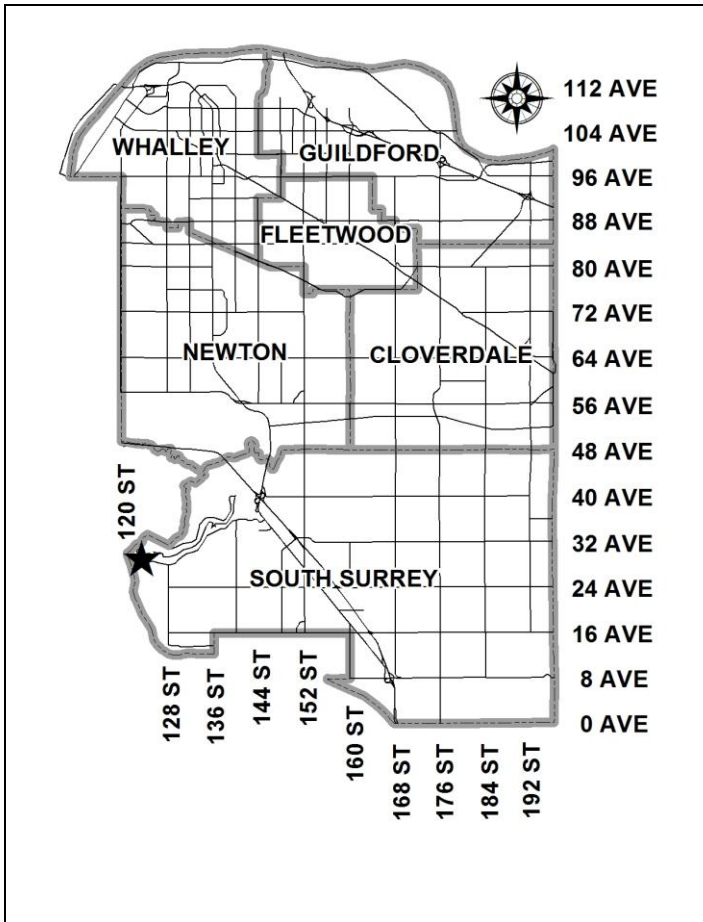 112 AVE
104 AVE
WHALLEY
GUILDFORD
96 AVE
88 AVE
FLEETWOOD
80 AVE
72 AVE
NEWTON
CLOVERDALE
64 AVE
56 AVE
48 AVE
120 ST
40 AVE
32 AVE
SOUTH SURREY
24 AVE
16 AVE
8 AVE
0 AVE
128 ST
136 ST
144 ST
152 ST
160 ST
168 ST
176 ST
184 ST
192 ST